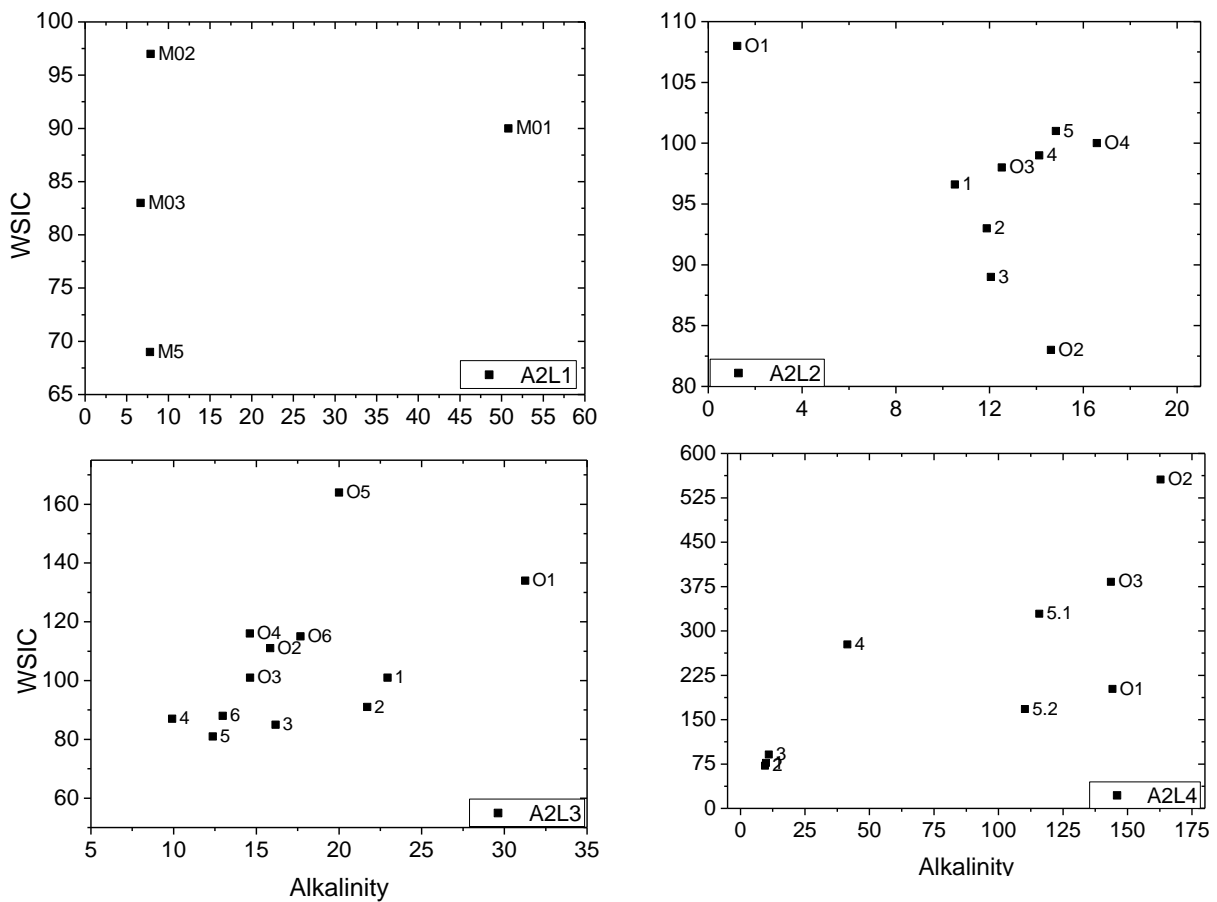 100
95
90
85
80
75
70
65
WSIC
M02
M01
M03
M5
A2L1
0 5 10 15 20 25 30 35 40 45 50 55 60
110
105
100
95
90
85
80
O1
5
O4
4
O3
1
2
3
O2
A2L2
0 4 8 12 16 20
160
140
120
100
80
60
WSIC
O5
O1
O4
O6
O2
O3
1
2
4
6
3
5
A2L3
5 10 15 20 25 30 35
Alkalinity
600
525
450
375
300
225
150
75
0
O2
O3
5.1
4
O1
5.2
3
1
2
A2L4
0 25 50 75 100 125 150 175
Alkalinity